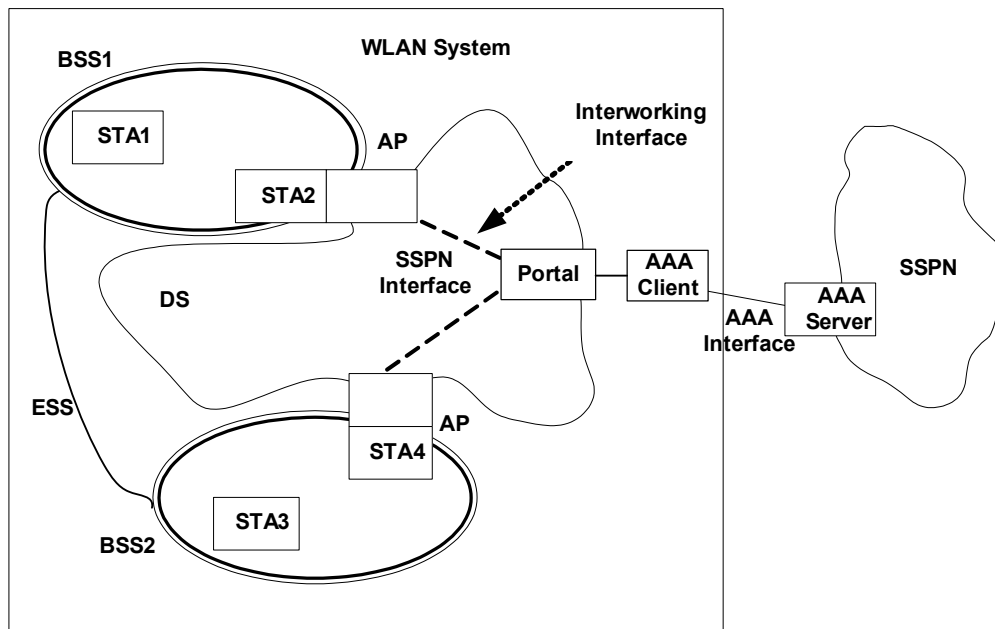 WLAN System
BSS1
Interworking
Interface
STA1
AP
STA2
SSPN
Interface
Portal
AAA
Client
SSPN
AAA
Server
AAA
Interface
DS
ESS
AP
STA4
STA3
BSS2